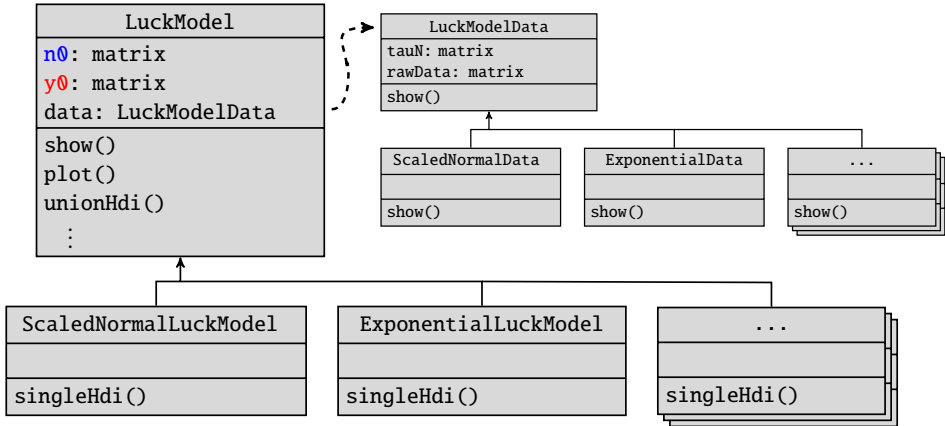 LuckModel
n0: matrix
y0: matrix
data: LuckModelData
show()
plot()
unionHdi()
⋮
LuckModelData
tauN: matrix
rawData: matrix
show()
ScaledNormalData
show()
ExponentialData
show()
...
show()
ScaledNormalLuckModel
singleHdi()
ExponentialLuckModel
singleHdi()
...
singleHdi()